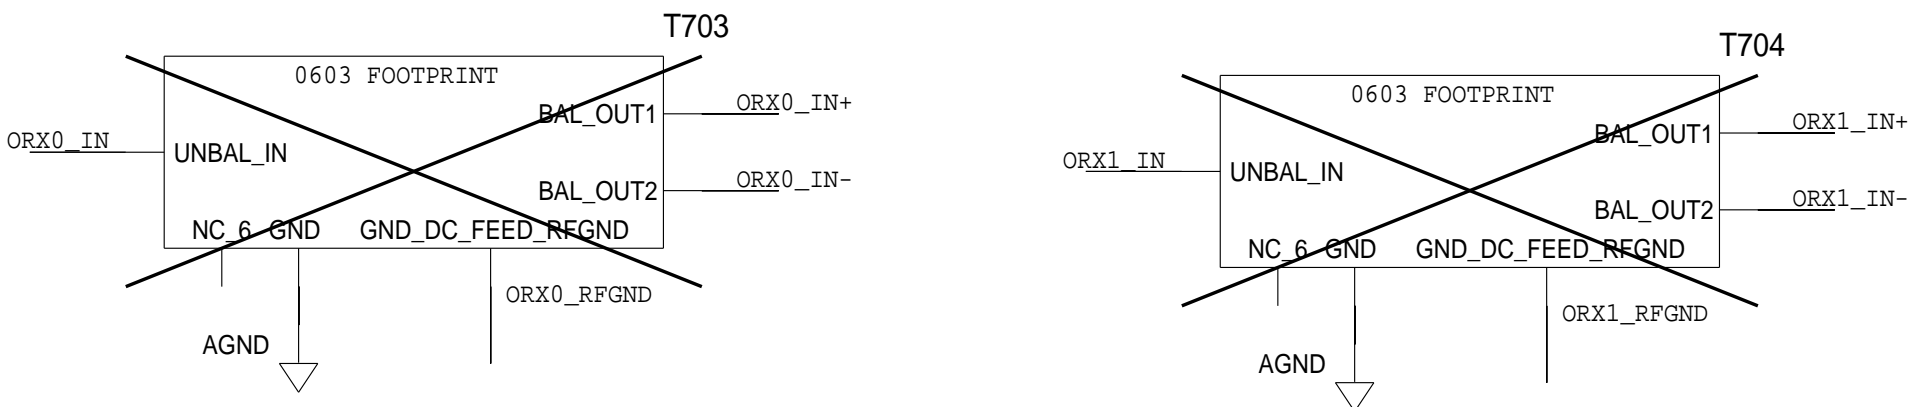 T703
0603 FOOTPRINT
BAL_OUT1
ORX0_IN+
ORX0_IN
UNBAL_IN
BAL_OUT2
ORX0_IN-
NC_6 GND GND_DC_FEED_RFGND
ORX0_RFGND
AGND
T704
0603 FOOTPRINT
BAL_OUT1
ORX1_IN+
ORX1_IN
UNBAL_IN
BAL_OUT2
ORX1_IN-
NC_6 GND GND_DC_FEED_RFGND
ORX1_RFGND
AGND